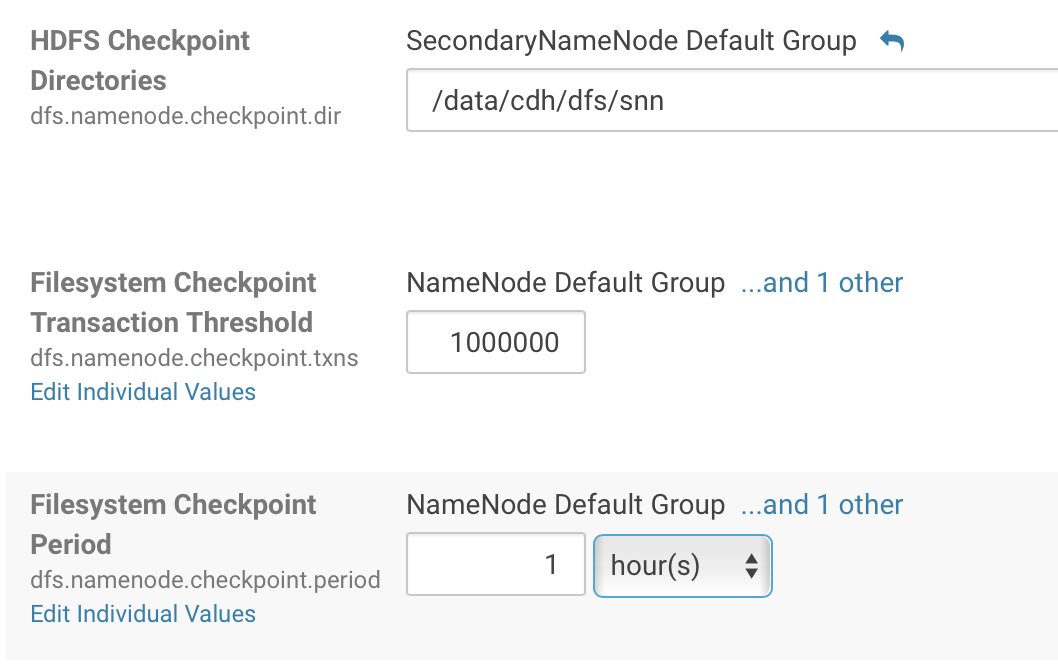 HDFS Checkpoint
Directories
dfs.namenode.checkpoint.dir
SecondaryNameNode Default Group
/data/cdh/dfs/snn
Filesystem Checkpoint
Transaction Threshold
dfs.namenode.checkpoint.txns
Edit Individual Values
NameNode Default Group ...and 1 other
1000000
Filesystem Checkpoint
Period
dfs.namenode.checkpoint.period
Edit Individual Values
NameNode Default Group ...and 1 other
1 hour(s)